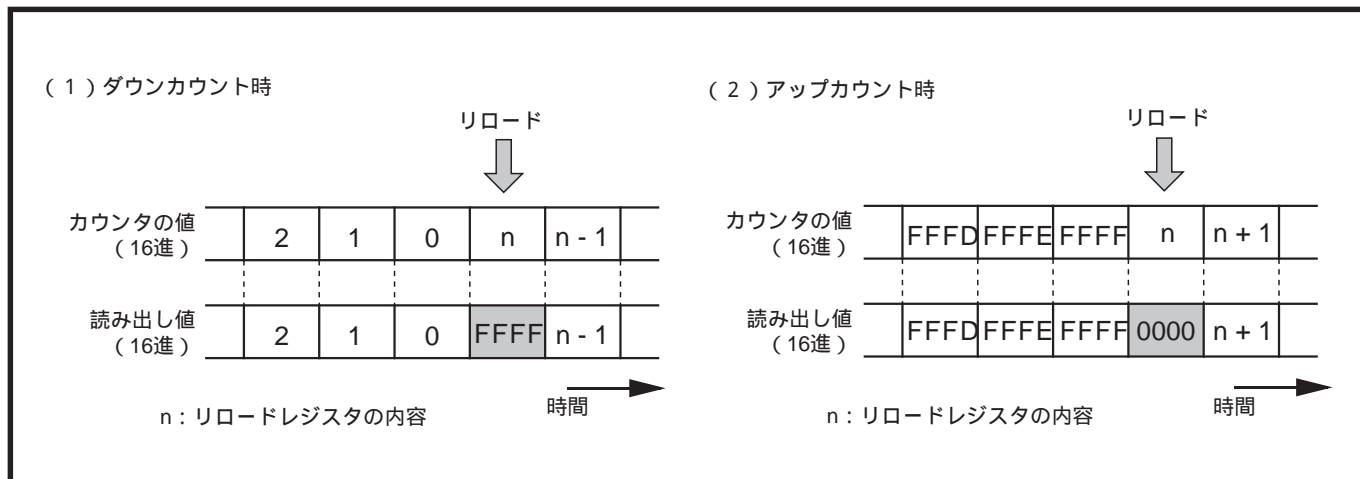 （1）ダウンカウント時
リロード
カウンタの値
（16進）
2 1 0 n n - 1
読み出し値
（16進）
2 1 0 FFFF n - 1
時間
n：リロードレジスタの内容
（2）アップカウント時
リロード
カウンタの値
（16進）
FFFD FFFE FFFF n n + 1
読み出し値
（16進）
FFFD FFFE FFFF 0000 n + 1
時間
n：リロードレジスタの内容